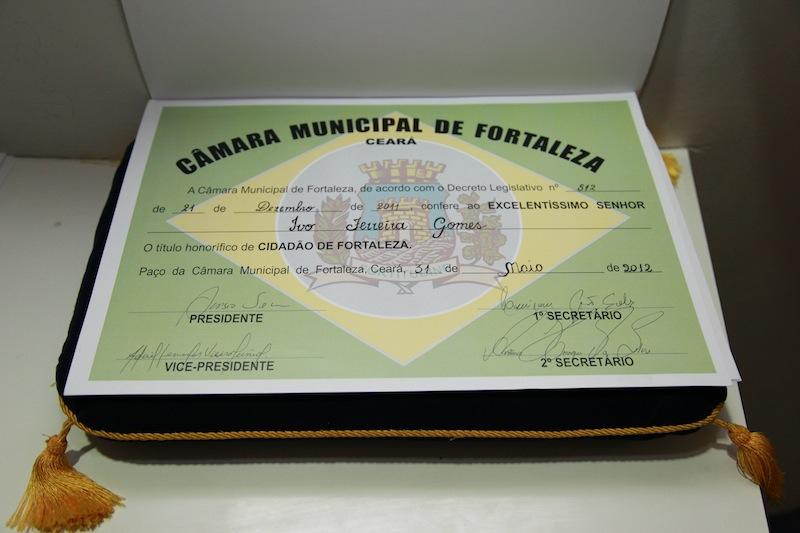 CÂMARA MUNICIPAL DE FORTALEZA
CEARÁ
A Câmara Municipal de Fortaleza, de acordo com o Decreto Legislativo nº 512
de 21 de Dezembro de 2011, confere ao EXCELENTÍSSIMO SENHOR
Ivo Ferreira Gomes
O título honorífico de CIDADÃO DE FORTALEZA.
Paço da Câmara Municipal de Fortaleza, Ceará, 31 de Maio de 2012
PRESIDENTE
1º SECRETÁRIO
VICE-PRESIDENTE
2º SECRETÁRIO